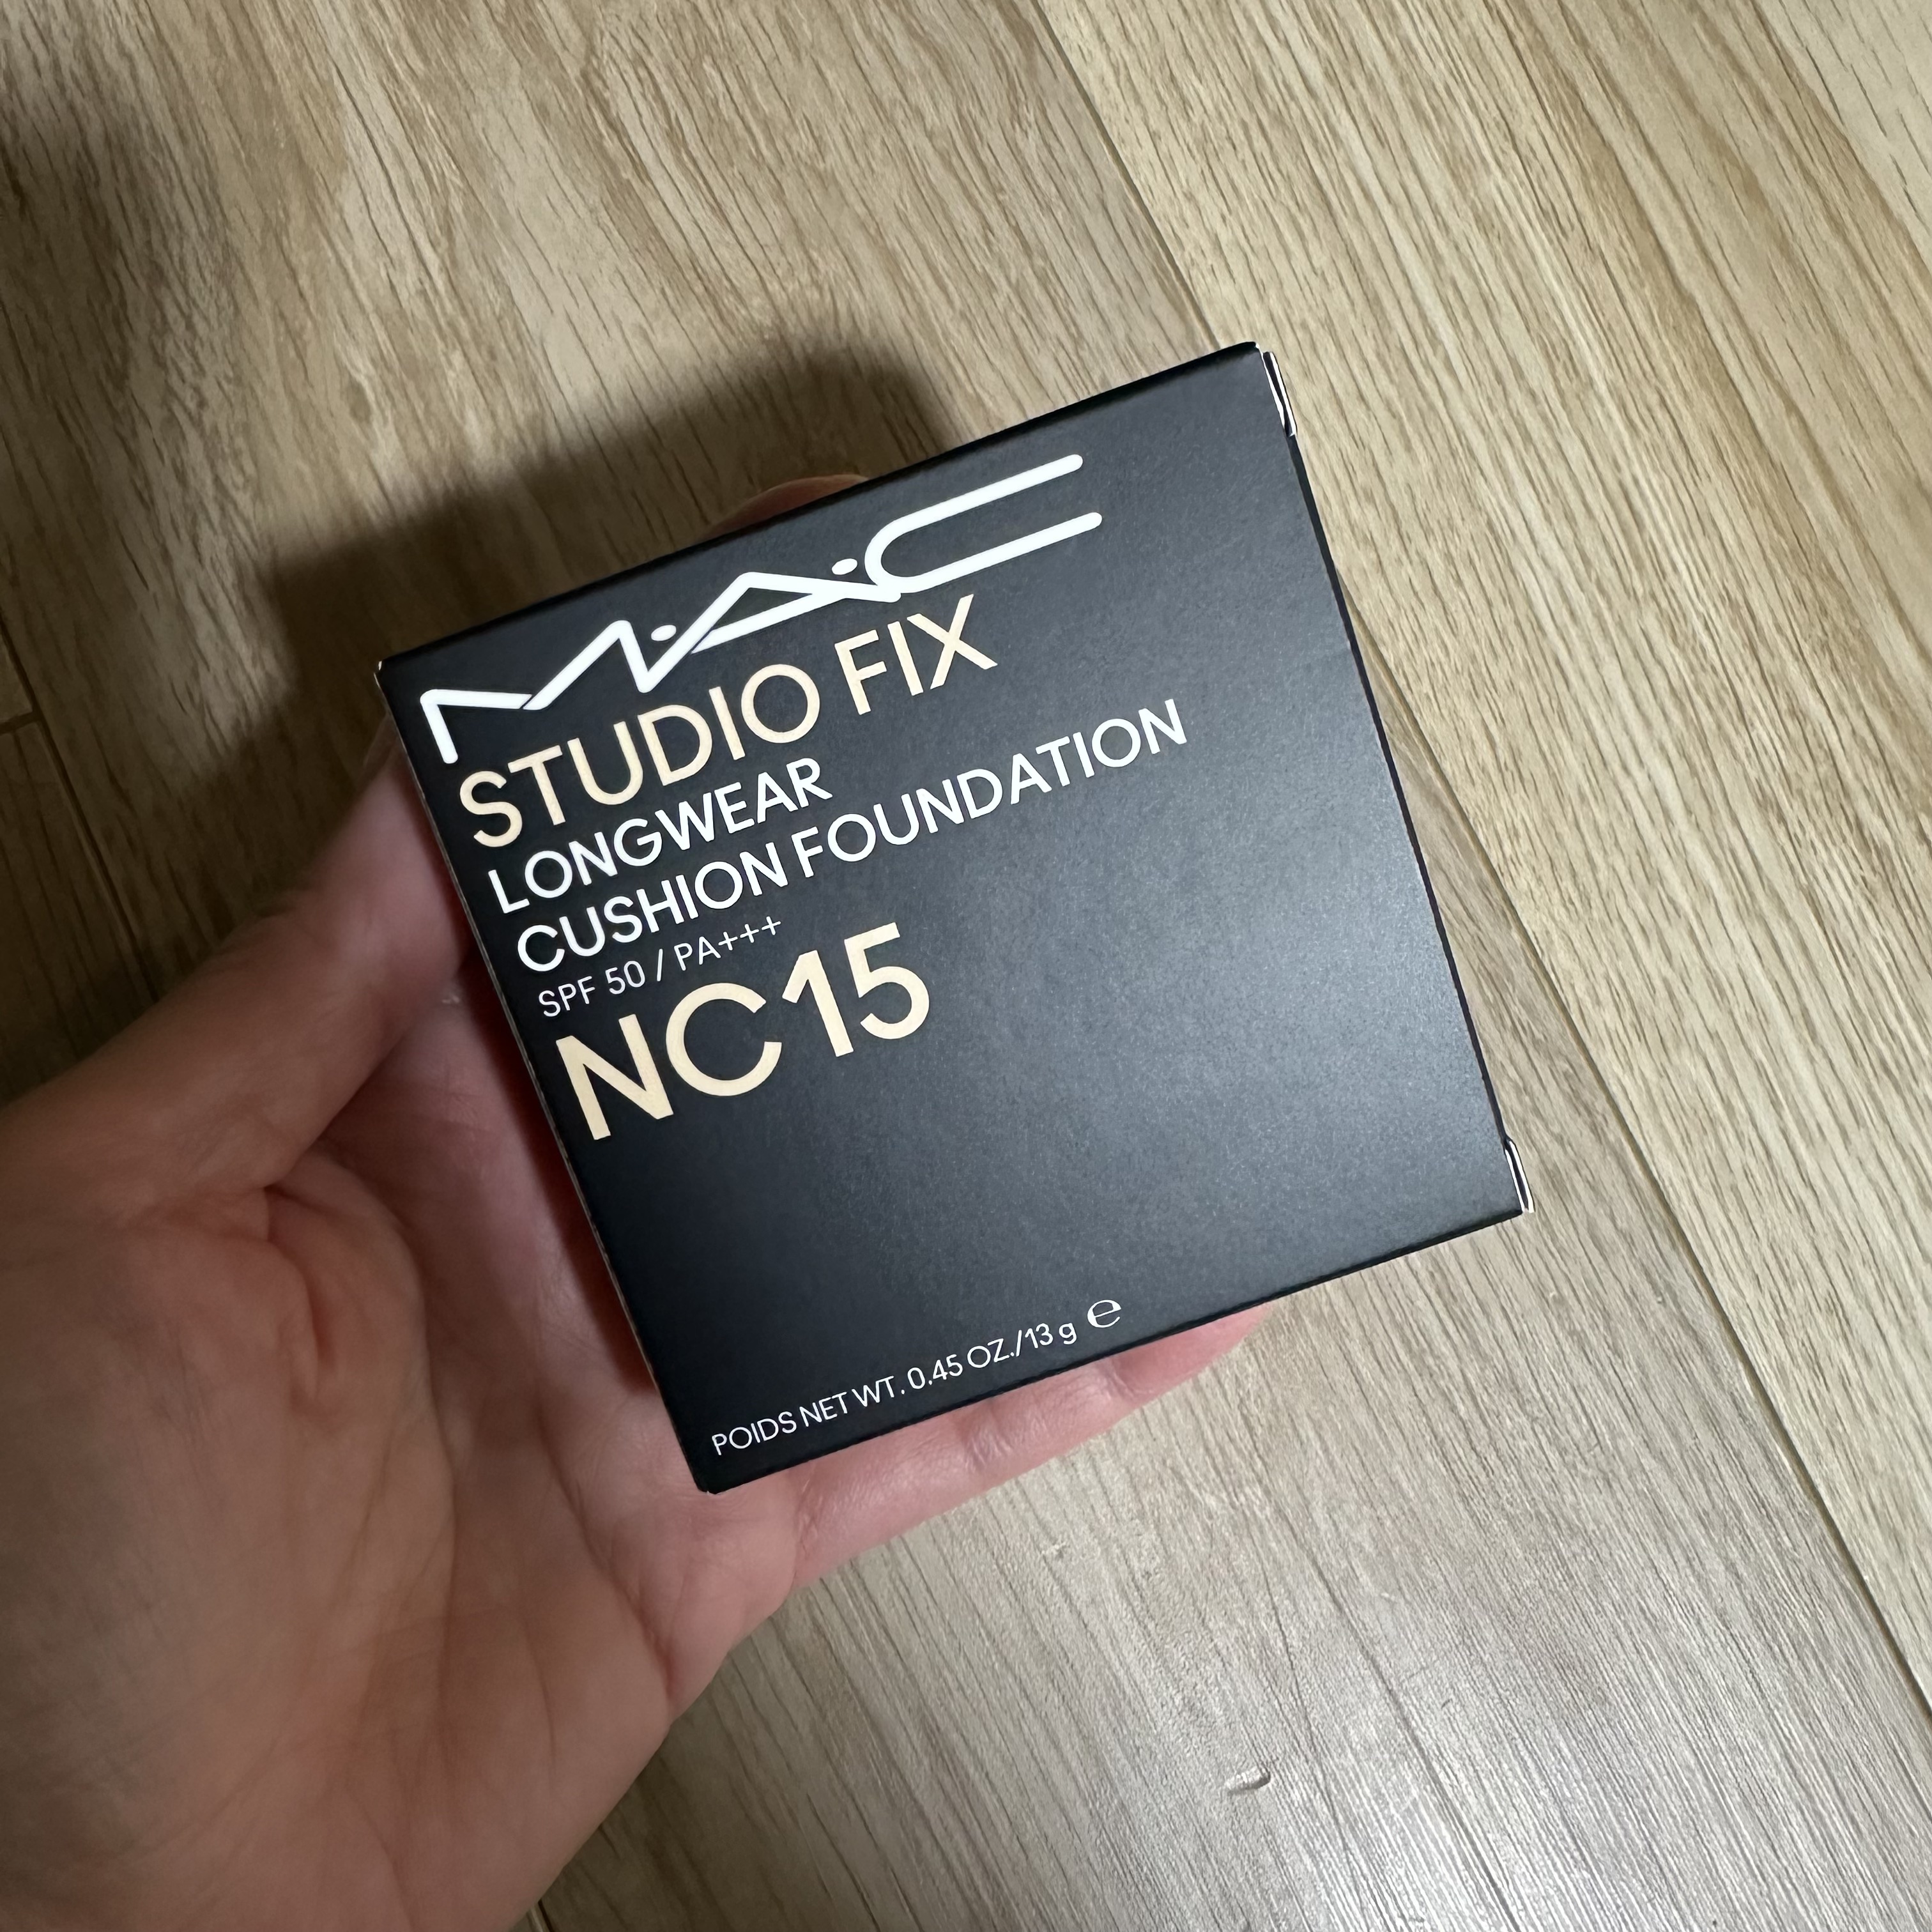 M·A·C
STUDIO FIX
LONGWEAR
CUSHION FOUNDATION
SPF 50 / PA+++
NC15
POIDS NET WT. 0.45 OZ./13 g ℮